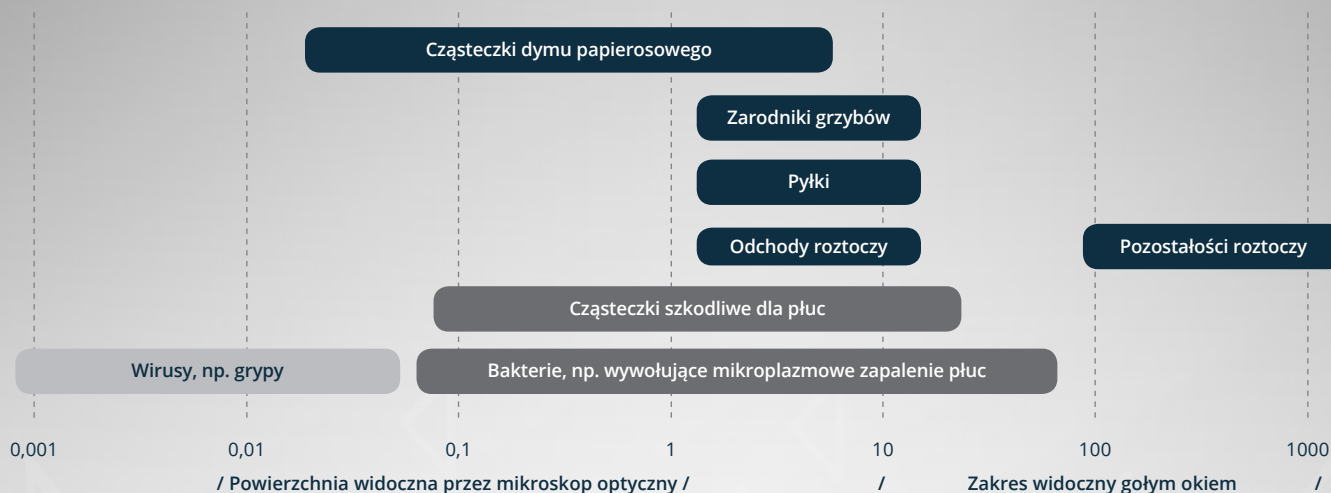 Cząsteczki dymu papierosowego
Zarodniki grzybów
Pyłki
Odchody roztoczy
Pozostałości roztoczy
Cząsteczki szkodliwe dla płuc
Wirusy, np. grypy
Bakterie, np. wywołujące mikroplazmowe zapalenie płuc
0,001 0,01 0,1 1 10 100 1000
/ Powierzchnia widoczna przez mikroskop optyczny / / Zakres widoczny gołym okiem /